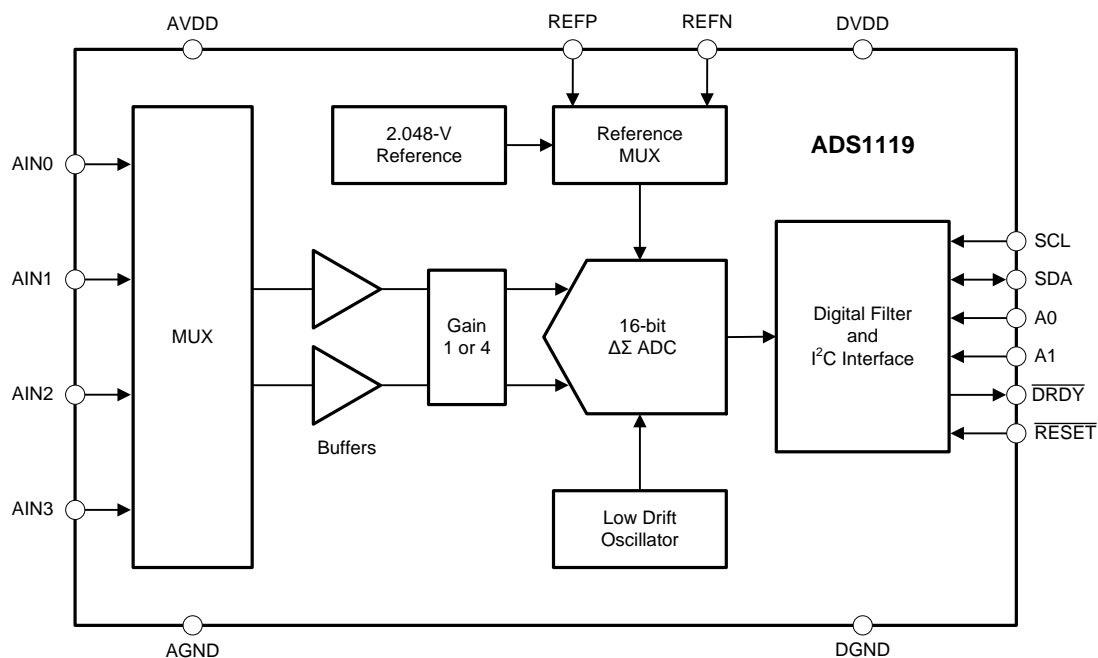 AVDD
REFP
REFN
DVDD
2.048-V
Reference
Reference
MUX
ADS1119
AIN0
AIN1
AIN2
AIN3
MUX
Buffers
Gain
1 or 4
16-bit
ΔΣ ADC
Low Drift
Oscillator
Digital Filter
and
I²C Interface
SCL
SDA
A0
A1
DRDY
RESET
AGND
DGND